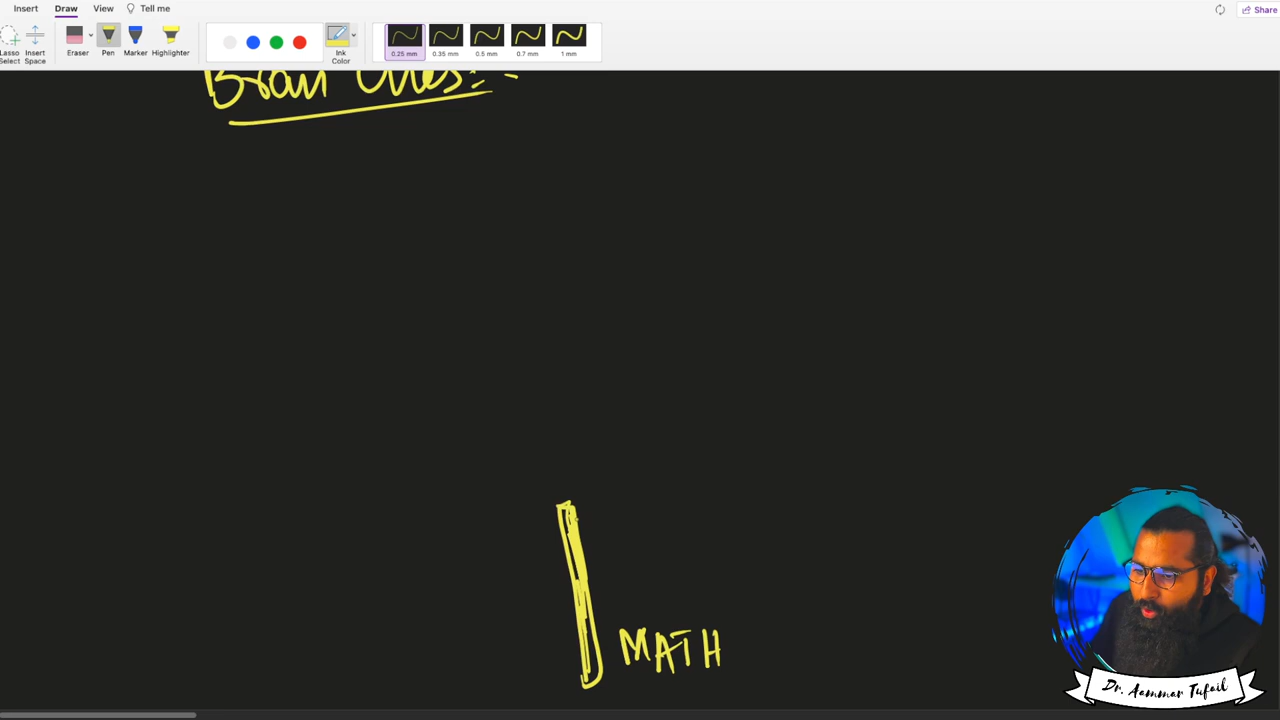 Insert Draw View Tell me
Share
Lasso Select
Insert Space
Eraser
Pen
Marker
Highlighter
Ink Color
0.25 mm
0.35 mm
0.5 mm
0.7 mm
1 mm
MATH
Dr. Aammar Tufail